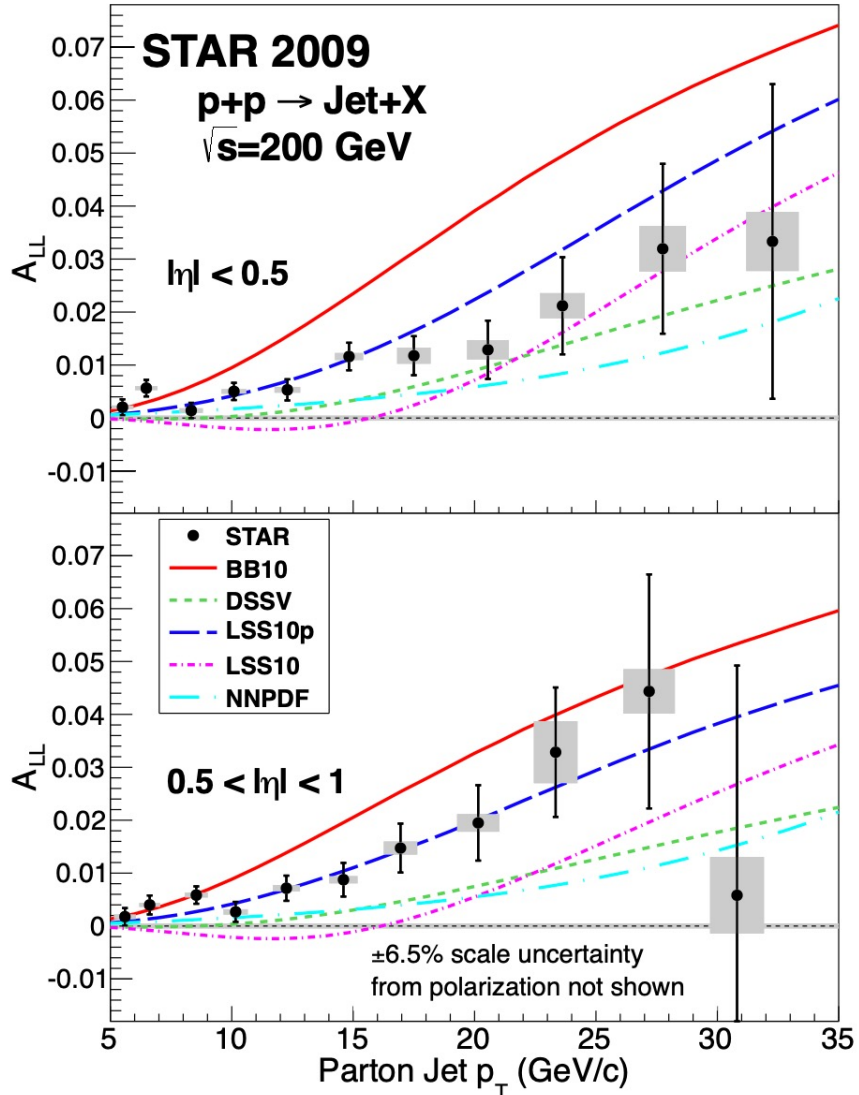 STAR 2009
p+p → Jet+X
√s=200 GeV
|η| < 0.5
A_LL
0.07
0.06
0.05
0.04
0.03
0.02
0.01
0
-0.01
STAR
BB10
DSSV
LSS10p
LSS10
NNPDF
0.5 < |η| < 1
A_LL
0.07
0.06
0.05
0.04
0.03
0.02
0.01
0
-0.01
±6.5% scale uncertainty
from polarization not shown
5 10 15 20 25 30 35
Parton Jet p_T (GeV/c)